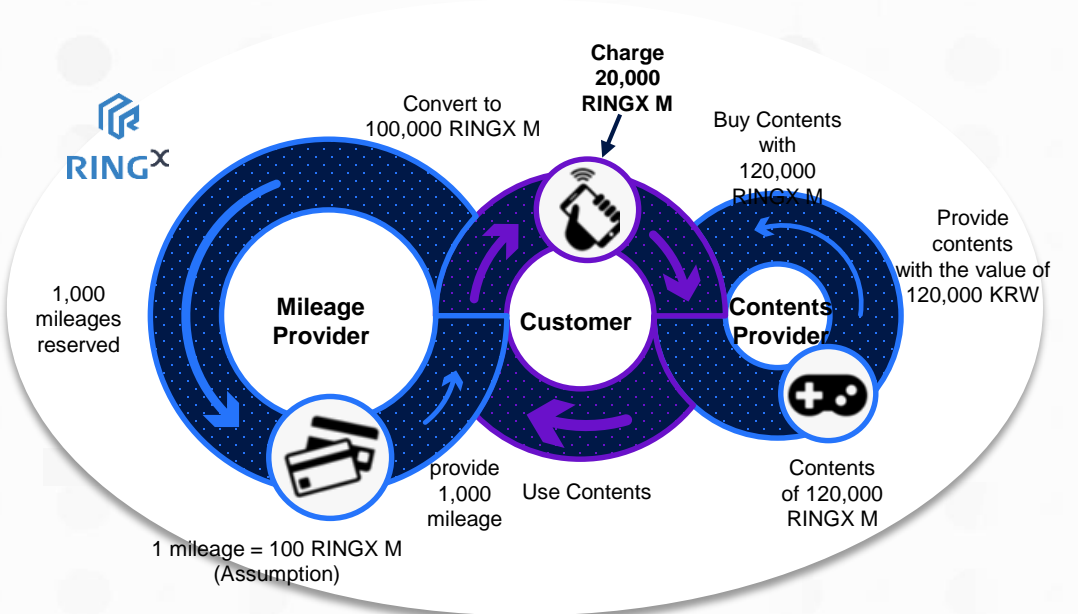 Charge
20,000
RINGX M
RINGX
Convert to
100,000 RINGX M
Buy Contents
with
120,000
RINGX M
Provide
contents
with the value of
120,000 KRW
1,000
mileages
reserved
Mileage
Provider
Customer
Contents
Provider
provide
1,000
mileage
Use Contents
Contents
of 120,000
RINGX M
1 mileage = 100 RINGX M
(Assumption)